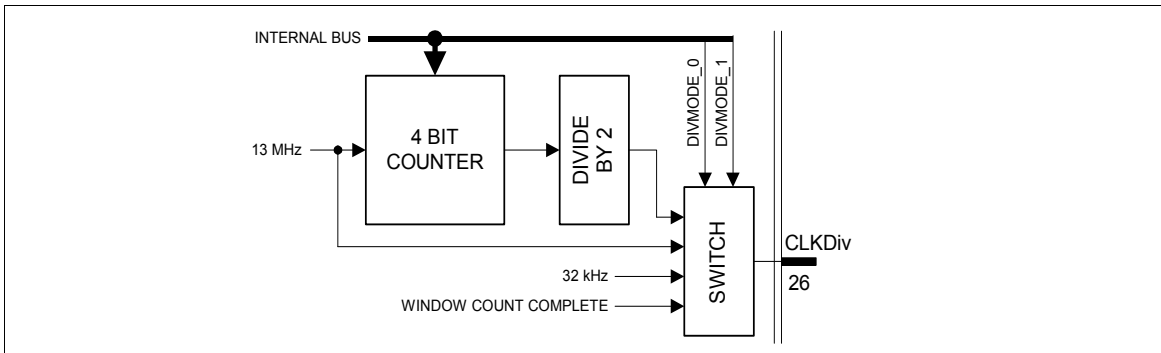 INTERNAL BUS
DIVMODE_0
DIVMODE_1
4 BIT
COUNTER
DIVIDE
BY 2
13 MHz
SWITCH
CLKDiv
26
32 kHz
WINDOW COUNT COMPLETE